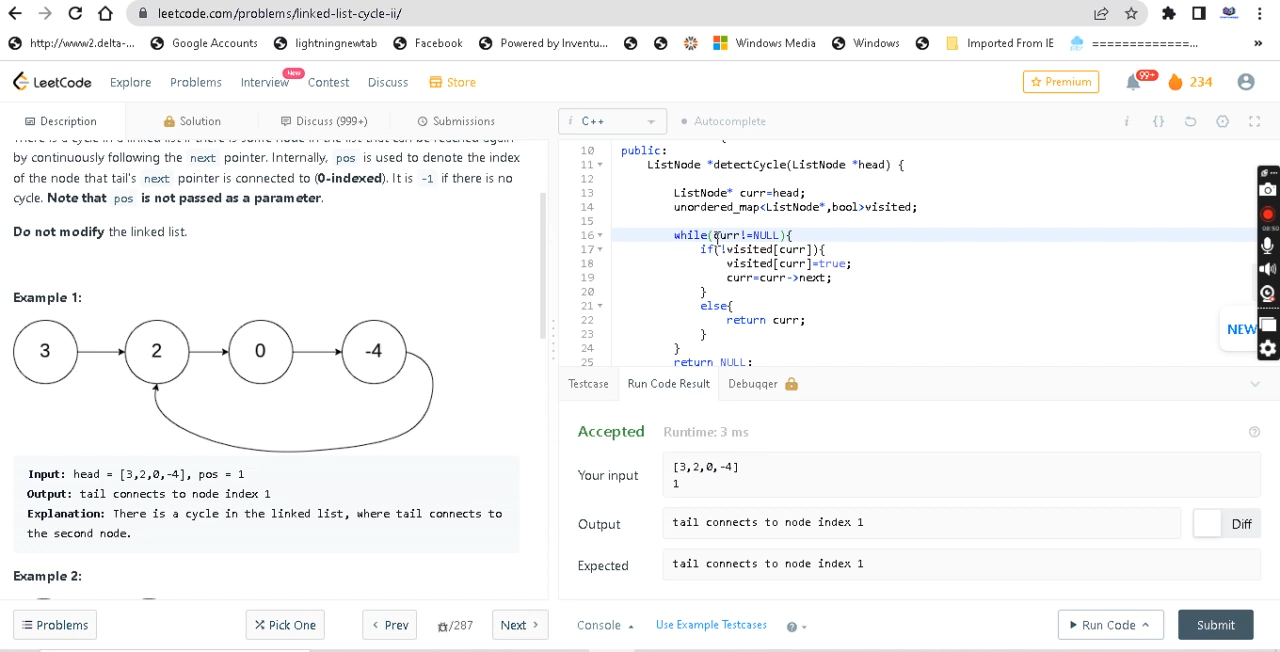 leetcode.com/problems/linked-list-cycle-ii/
http://www2.delta-... Google Accounts lightningnewtab Facebook Powered by Inventu... Windows Media Windows Imported From IE =============... »
LeetCode Explore Problems Interview New Contest Discuss Store Premium 99+ 234
Description Solution Discuss (999+) Submissions
i C++ Autocomplete
by continuously following the next pointer. Internally, pos is used to denote the index
of the node that tail's next pointer is connected to (0-indexed). It is -1 if there is no
cycle. Note that pos is not passed as a parameter.
Do not modify the linked list.
Example 1:
3 2 0 -4
Input: head = [3,2,0,-4], pos = 1
Output: tail connects to node index 1
Explanation: There is a cycle in the linked list, where tail connects to
the second node.
Example 2:
10 public:
11 ListNode *detectCycle(ListNode *head) {
12
13 ListNode* curr=head;
14 unordered_map<ListNode*,bool>visited;
15
16 while(curr!=NULL){
17 if(!visited[curr]){
18 visited[curr]=true;
19 curr=curr->next;
20 }
21 else{
22 return curr;
23 }
24 }
25 return NULL;
08:50
NEW
Testcase Run Code Result Debugger
Accepted Runtime: 3 ms
Your input
[3,2,0,-4]
1
Output tail connects to node index 1 Diff
Expected tail connects to node index 1
Problems Pick One < Prev /287 Next > Console Use Example Testcases Run Code Submit